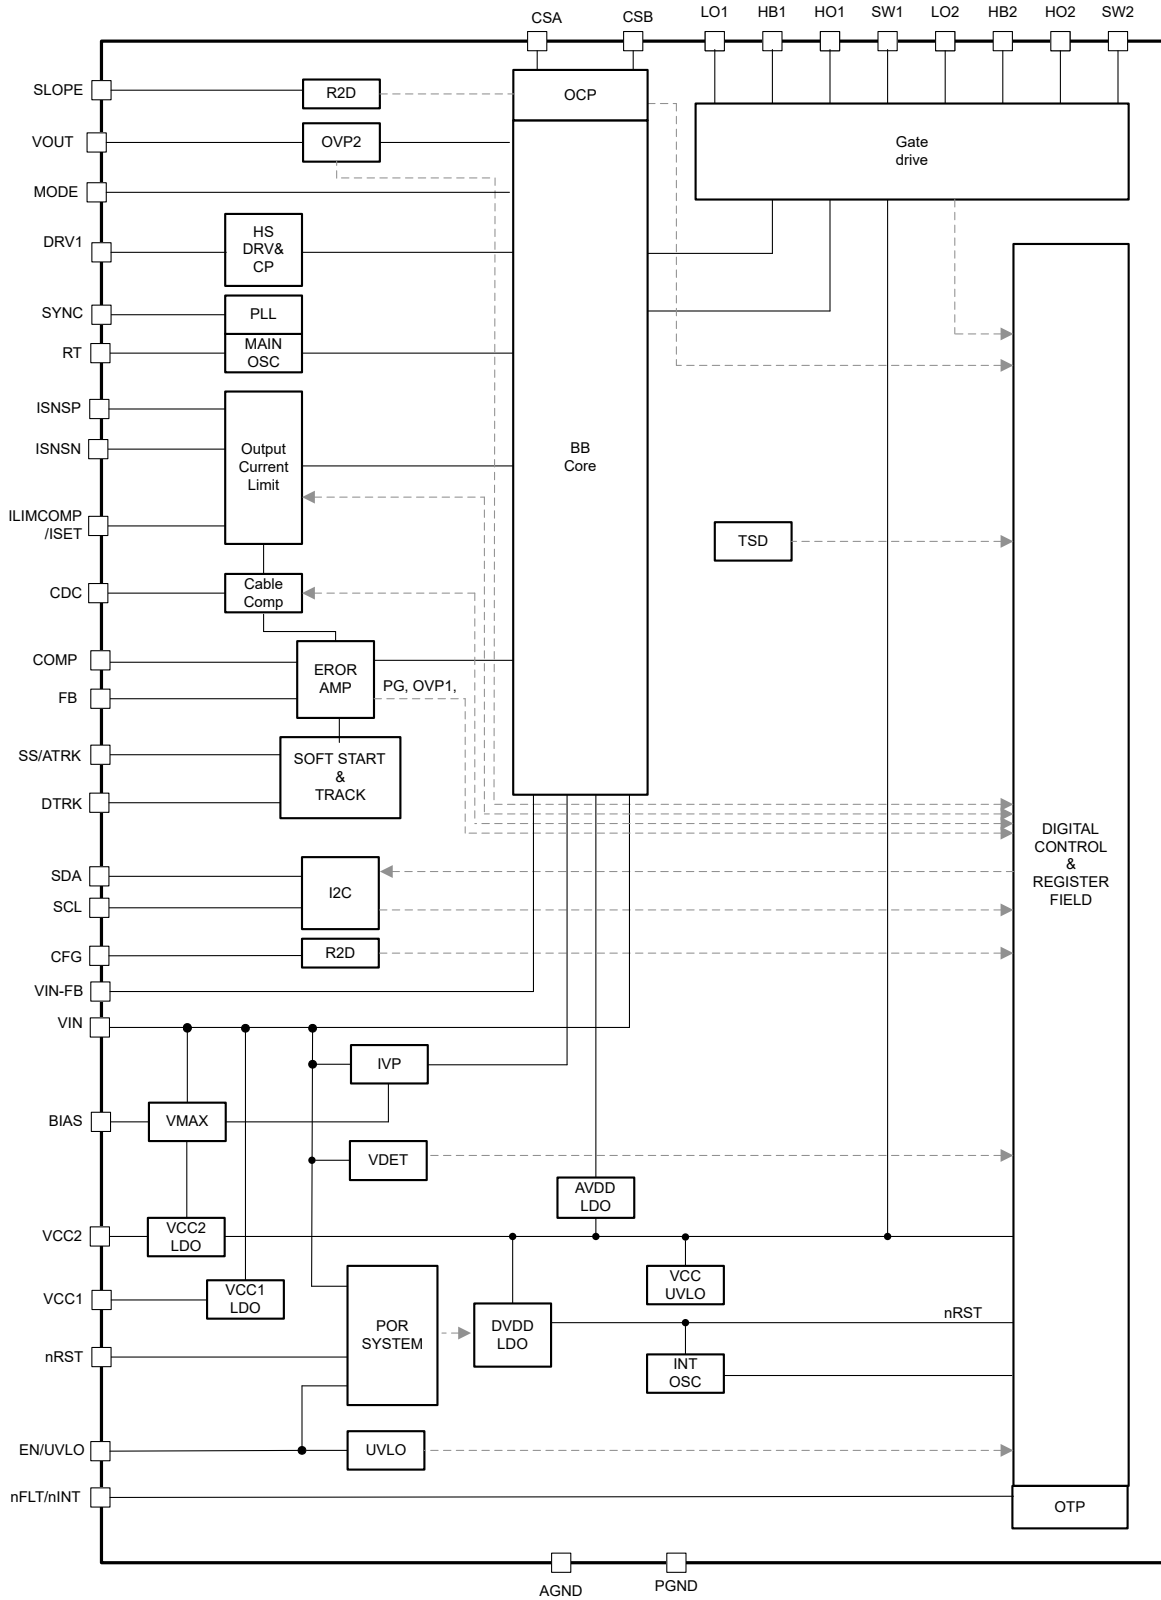 CSA
CSB
LO1
HB1
HO1
SW1
LO2
HB2
HO2
SW2
SLOPE
R2D
OCP
VOUT
OVP2
Gate
drive
MODE
DRV1
HS
DRV&
CP
SYNC
PLL
RT
MAIN
OSC
ISNSP
ISNSN
Output
Current
Limit
BB
Core
ILIMCOMP
/ISET
TSD
CDC
Cable
Comp
COMP
EROR
AMP
PG, OVP1,
FB
SS/ATRK
SOFT START
&
TRACK
DTRK
DIGITAL
CONTROL
&
REGISTER
FIELD
SDA
I2C
SCL
CFG
R2D
VIN-FB
VIN
IVP
BIAS
VMAX
VDET
AVDD
LDO
VCC2
VCC2
LDO
VCC
UVLO
VCC1
VCC1
LDO
POR
SYSTEM
DVDD
LDO
nRST
nRST
INT
OSC
EN/UVLO
UVLO
nFLT/nINT
OTP
AGND
PGND